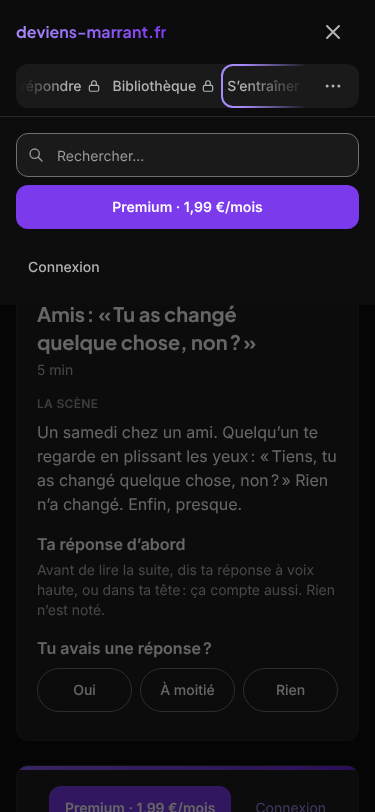 deviens-marrant.fr
répondre Bibliothèque S'entraîner
Rechercher...
Premium · 1,99 €/mois
Connexion
Amis : « Tu as changé
quelque chose, non ? »
5 min
LA SCÈNE
Un samedi chez un ami. Quelqu'un te
regarde en plissant les yeux : « Tiens, tu
as changé quelque chose, non ? » Rien
n'a changé. Enfin, presque.
Ta réponse d'abord
Avant de lire la suite, dis ta réponse à voix
haute, ou dans ta tête : ça compte aussi. Rien
n'est noté.
Tu avais une réponse ?
Oui À moitié Rien
Premium · 1,99 €/mois Connexion